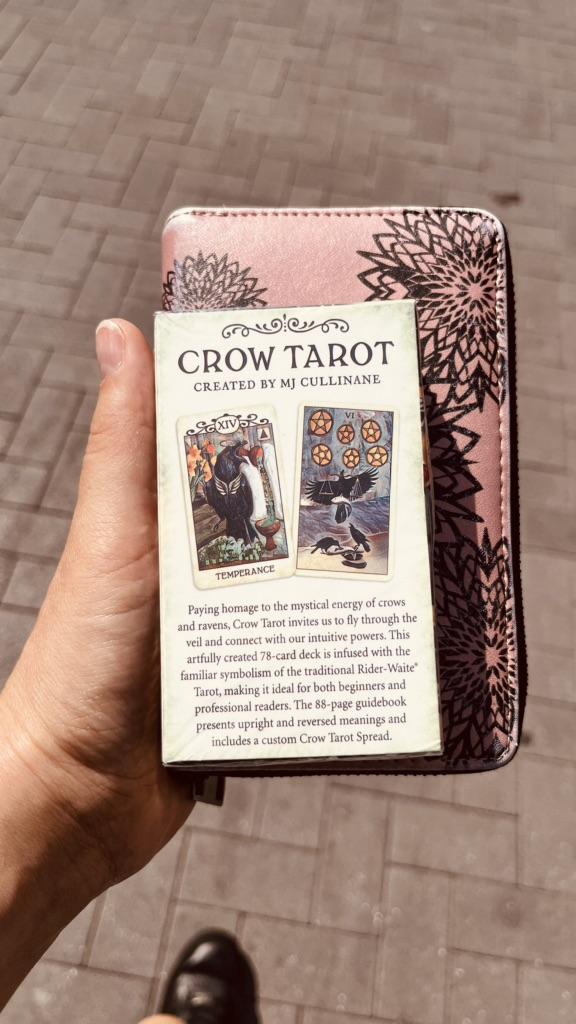 CROW TAROT
CREATED BY MJ CULLINANE
XIV
VI
TEMPERANCE
Paying homage to the mystical energy of crows
and ravens, Crow Tarot invites us to fly through the
veil and connect with our intuitive powers. This
artfully created 78-card deck is infused with the
familiar symbolism of the traditional Rider-Waite®
Tarot, making it ideal for both beginners and
professional readers. The 88-page guidebook
presents upright and reversed meanings and
includes a custom Crow Tarot Spread.